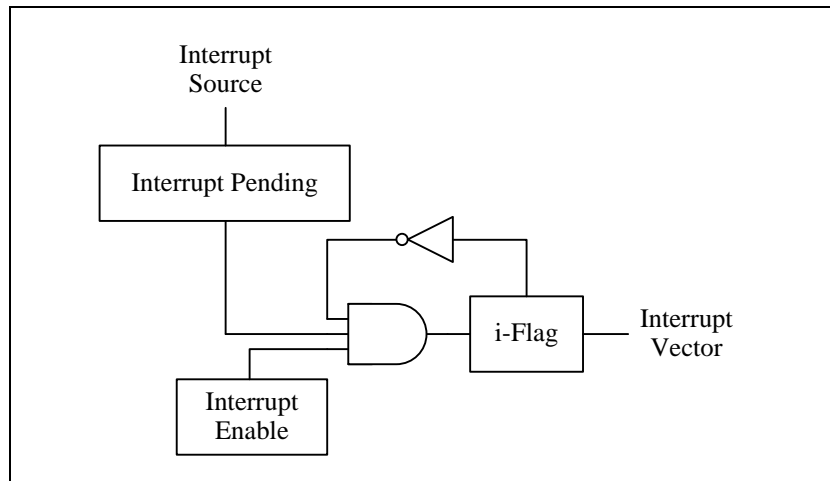 Interrupt
Source
Interrupt Pending
i-Flag
Interrupt
Vector
Interrupt
Enable